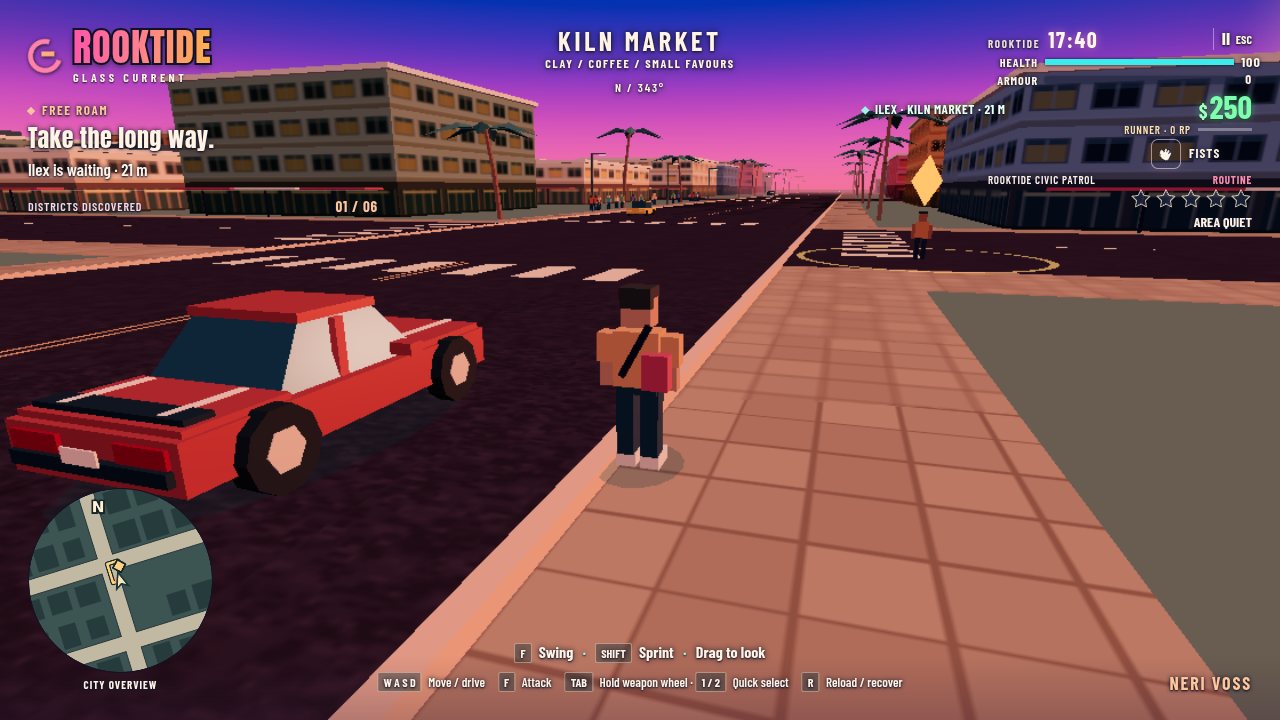 ROOKTIDE
GLASS CURRENT
FREE ROAM
Take the long way.
Ilex is waiting · 21 m
DISTRICTS DISCOVERED 01 / 06
KILN MARKET
CLAY / COFFEE / SMALL FAVOURS
N / 343°
ROOKTIDE 17:40
ESC
HEALTH 100
ARMOUR 0
ILEX · KILN MARKET · 21 M
$250
RUNNER · 0 RP
FISTS
ROOKTIDE CIVIC PATROL ROUTINE
AREA QUIET
N
CITY OVERVIEW
F Swing · SHIFT Sprint · Drag to look
W A S D Move / drive F Attack TAB Hold weapon wheel · 1 / 2 Quick select R Reload / recover
NERI VOSS